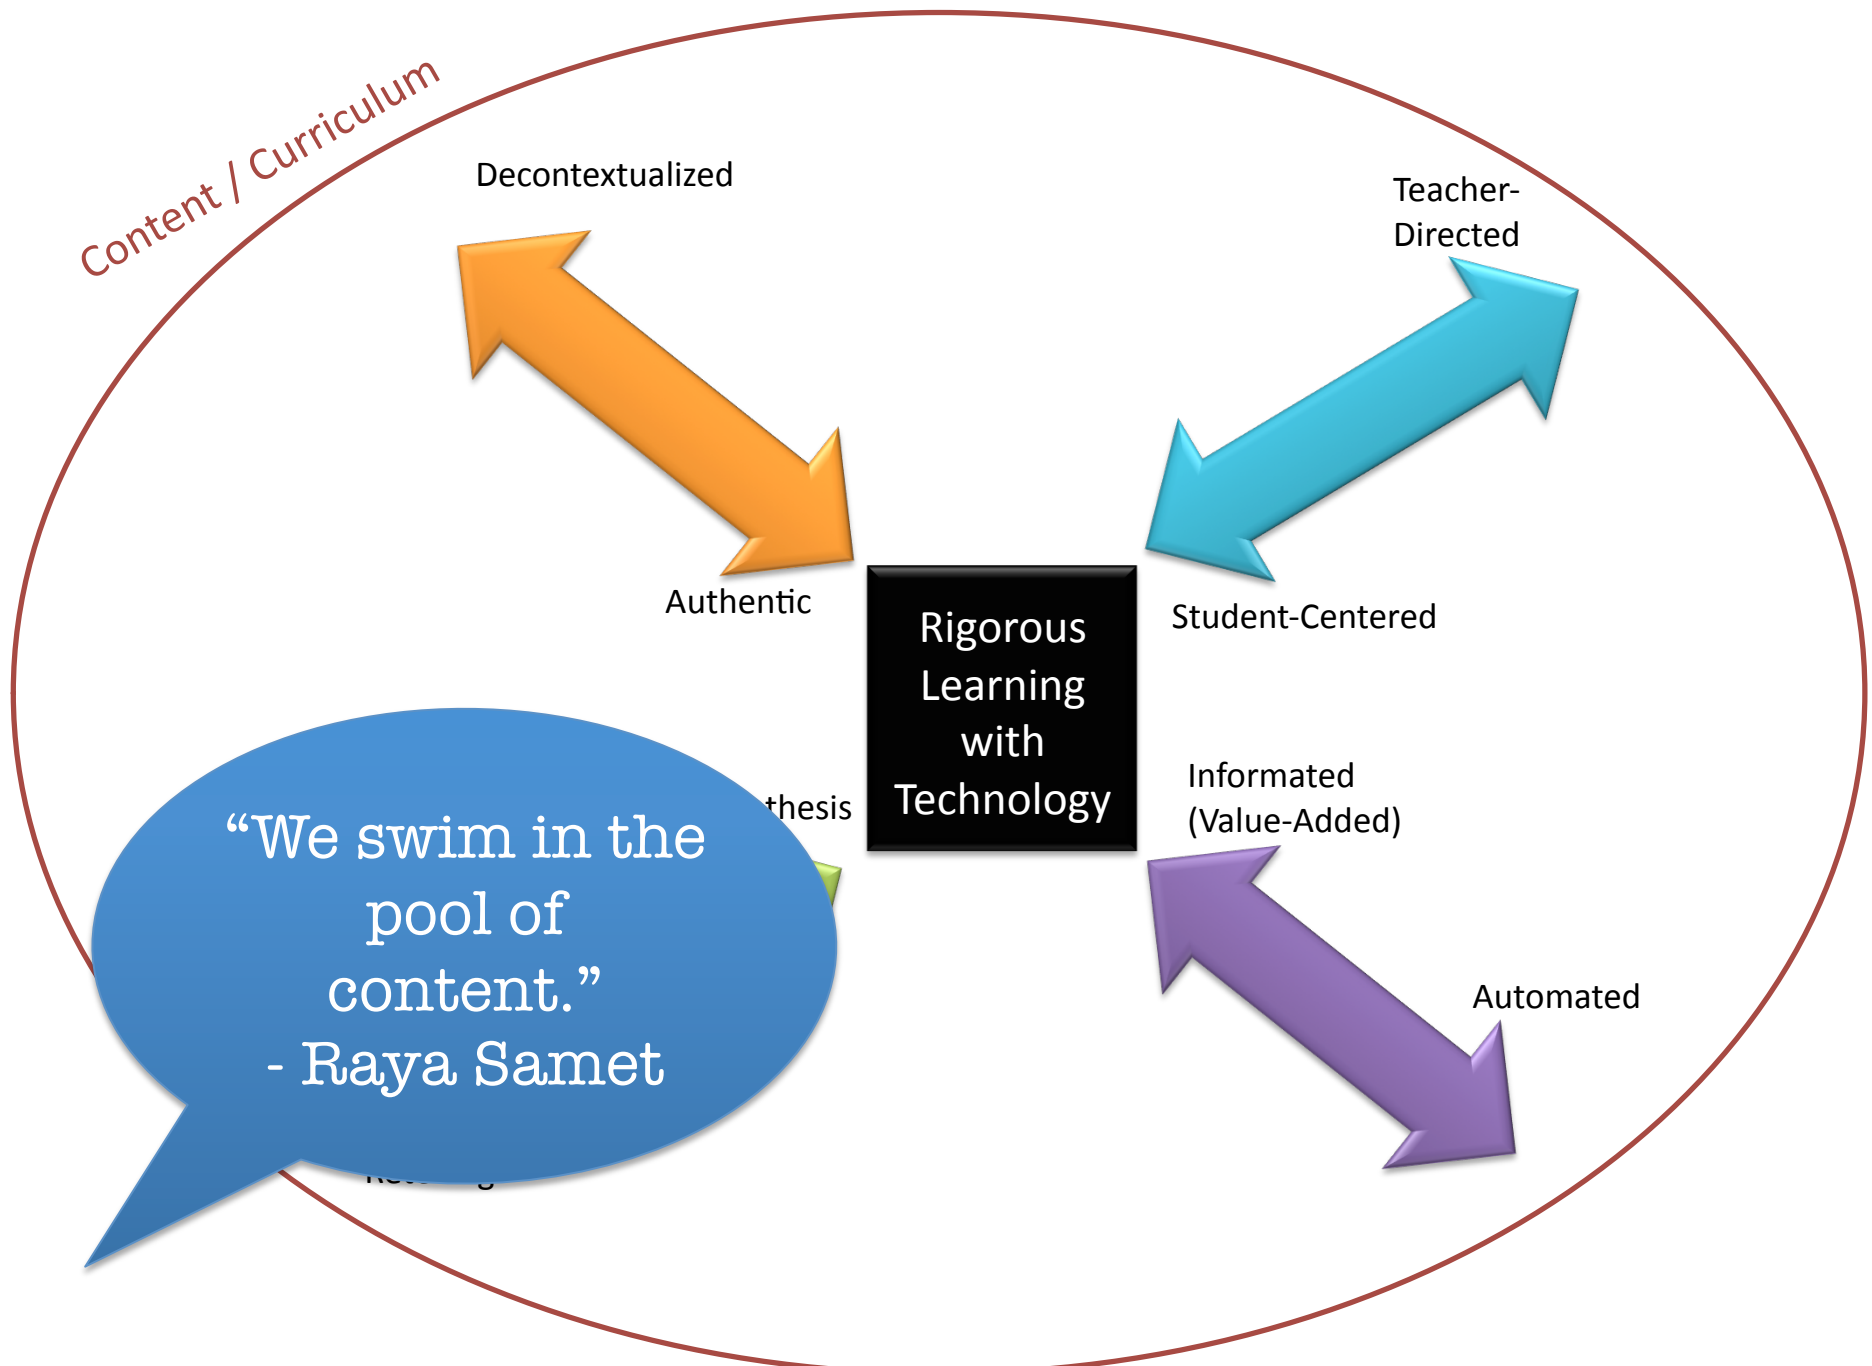 Content / Curriculum
Decontextualized
Teacher-
Directed
Authentic
Student-Centered
Rigorous
Learning
with
Technology
Informated
(Value-Added)
thesis
“We swim in the
pool of
content.”
- Raya Samet
Automated